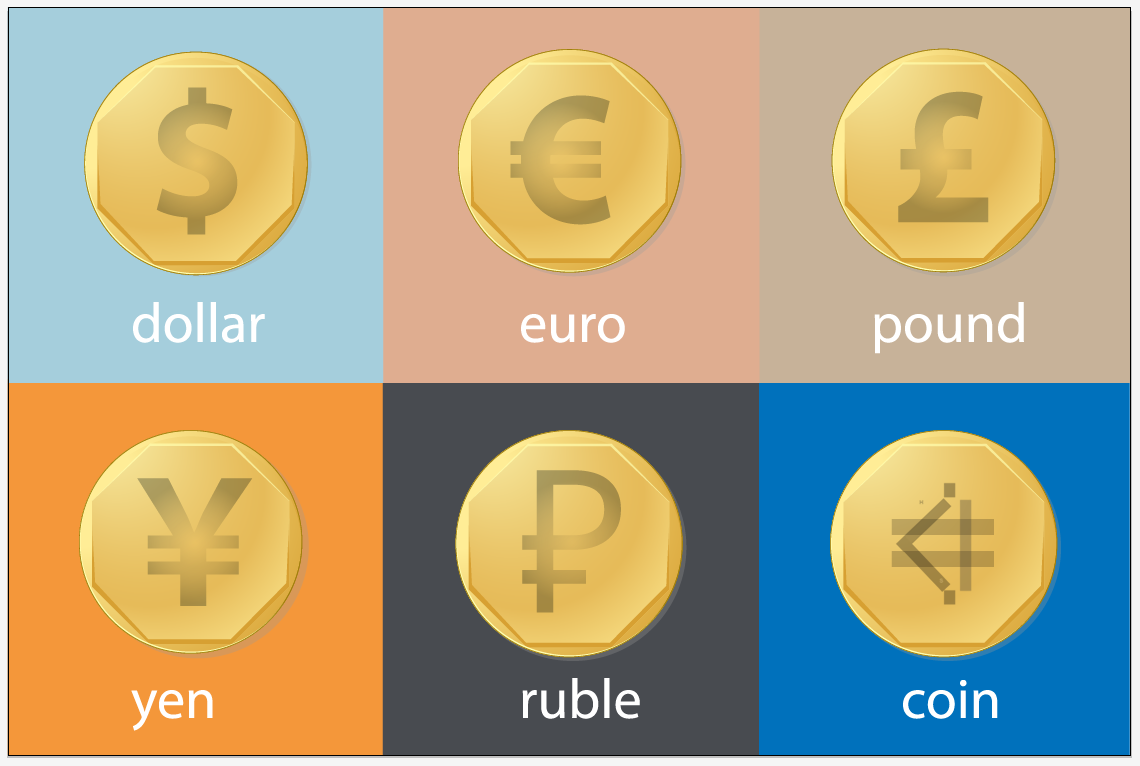 $ € £
dollar euro pound
¥ ₽
yen ruble coin